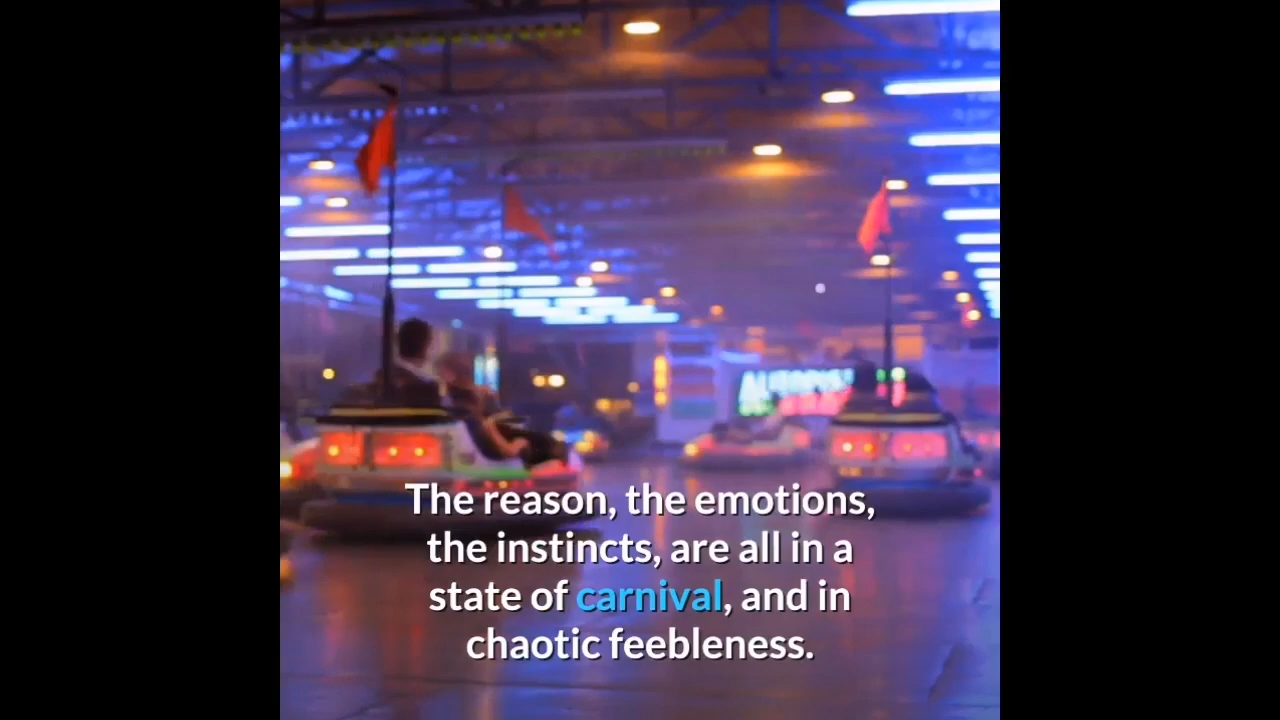 The reason, the emotions,
the instincts, are all in a
state of carnival, and in
chaotic feebleness.